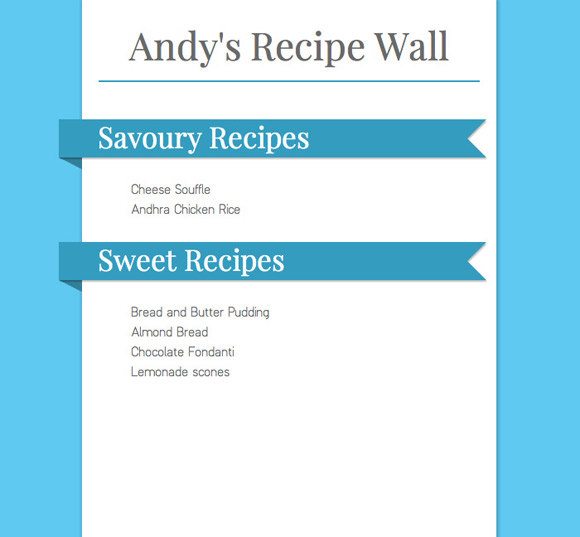 Andy's Recipe Wall
Savoury Recipes
Cheese Souffle
Andhra Chicken Rice
Sweet Recipes
Bread and Butter Pudding
Almond Bread
Chocolate Fondanti
Lemonade scones